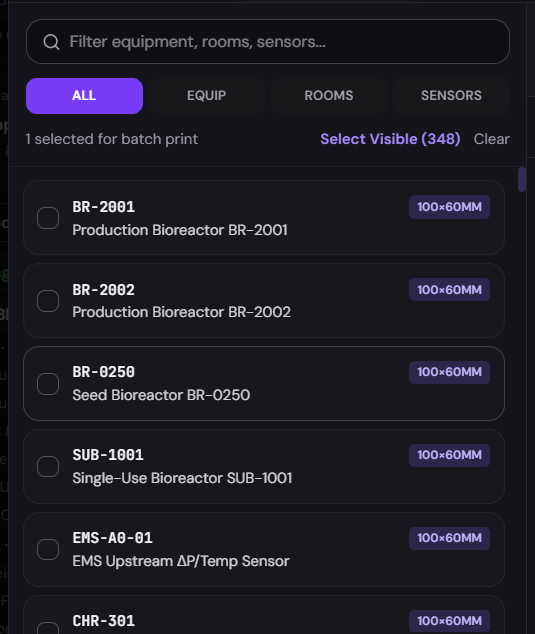 Filter equipment, rooms, sensors...
ALL EQUIP ROOMS SENSORS
1 selected for batch print Select Visible (348) Clear
BR-2001 100×60MM
Production Bioreactor BR-2001
BR-2002 100×60MM
Production Bioreactor BR-2002
BR-0250 100×60MM
Seed Bioreactor BR-0250
SUB-1001 100×60MM
Single-Use Bioreactor SUB-1001
EMS-A0-01 100×60MM
EMS Upstream ΔP/Temp Sensor
CHR-301 100×60MM